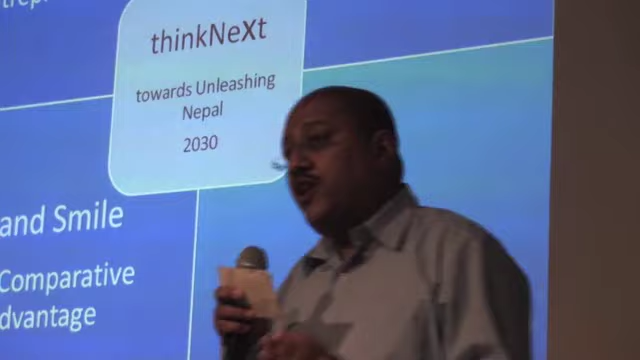 thinkNeXt
towards Unleashing
Nepal
2030
and Smile
Comparative
dvantage